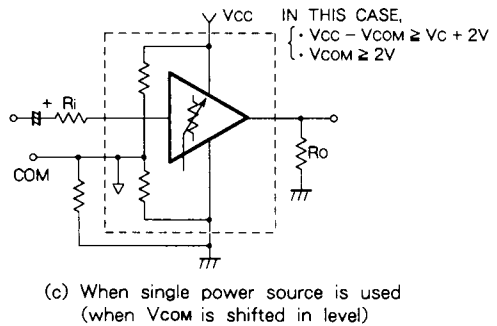 VCC
IN THIS CASE,
· VCC - VCOM ≧ VC + 2V
· VCOM ≧ 2V
+
Ri
COM
Ro
(c) When single power source is used
(when VCOM is shifted in level)